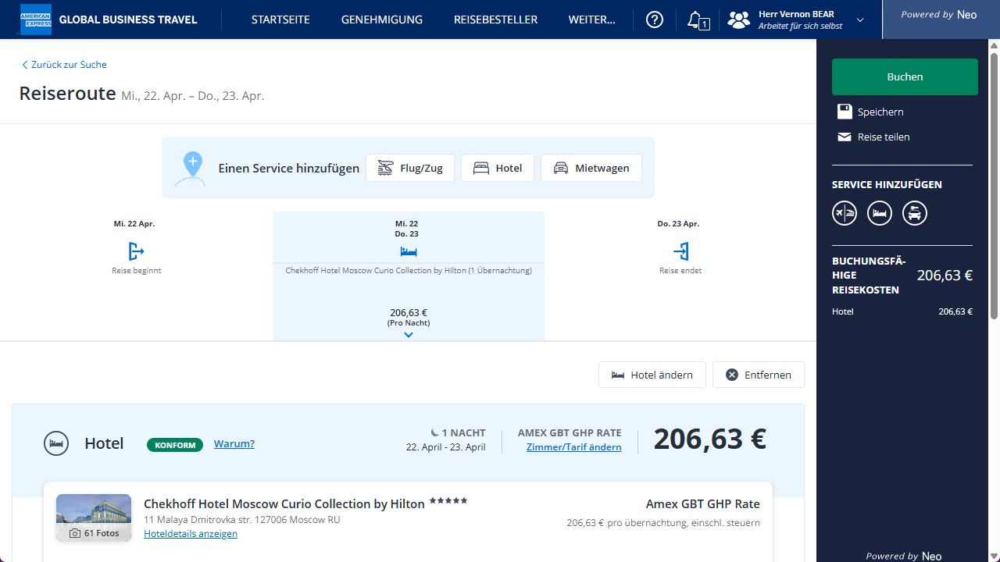 AMERICAN
EXPRESS
GLOBAL BUSINESS TRAVEL
STARTSEITE
GENEHMIGUNG
REISEBESTELLER
WEITER...
1
Herr Vernon BEAR
Arbeitet für sich selbst
Powered by Neo
Zurück zur Suche
Reiseroute Mi., 22. Apr. – Do., 23. Apr.
Einen Service hinzufügen
Flug/Zug
Hotel
Mietwagen
Mi. 22 Apr.
Reise beginnt
Mi. 22
Do. 23
Chekhoff Hotel Moscow Curio Collection by Hilton (1 Übernachtung)
206,63 €
(Pro Nacht)
Do. 23 Apr.
Reise endet
Hotel ändern
Entfernen
Hotel
KONFORM
Warum?
1 NACHT
22. April - 23. April
AMEX GBT GHP RATE
Zimmer/Tarif ändern
206,63 €
61 Fotos
Chekhoff Hotel Moscow Curio Collection by Hilton ★★★★★
11 Malaya Dmitrovka str. 127006 Moscow RU
Hoteldetails anzeigen
Amex GBT GHP Rate
206,63 € pro übernachtung, einschl. steuern
Buchen
Speichern
Reise teilen
SERVICE HINZUFÜGEN
BUCHUNGSFÄ-
HIGE
REISEKOSTEN
206,63 €
Hotel 206,63 €
Powered by Neo